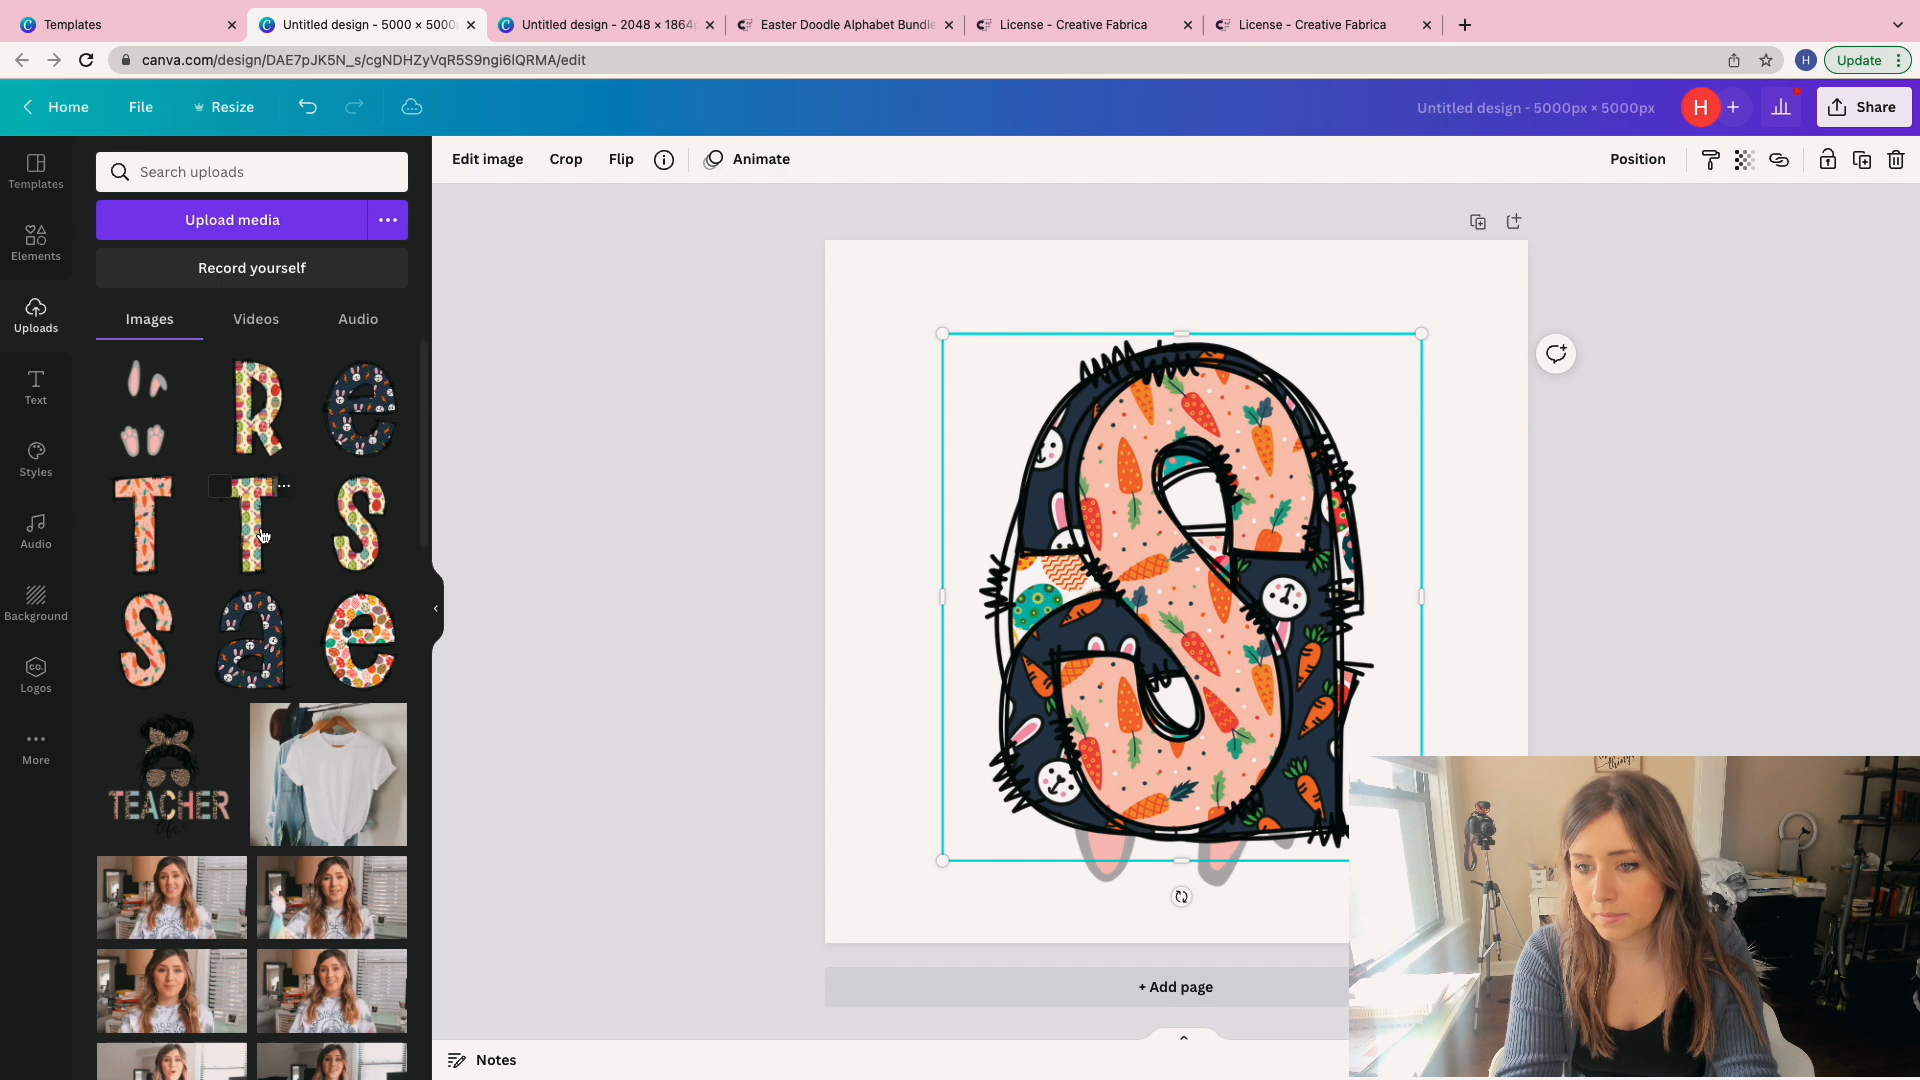 Templates
Untitled design - 5000 × 5000
Untitled design - 2048 × 1864
Easter Doodle Alphabet Bundle
License - Creative Fabrica
License - Creative Fabrica
canva.com/design/DAE7pJK5N_s/cgNDHZyVqR5S9ngi6lQRMA/edit
H
Update
Home
File
Resize
Untitled design - 5000px × 5000px
H
Share
Templates
Elements
Uploads
Text
Styles
Audio
Background
co.
Logos
More
Search uploads
Upload media
Record yourself
Images
Videos
Audio
R e
T T S
S a e
TEACHER
life
Edit image
Crop
Flip
Animate
Position
S
+ Add page
Notes